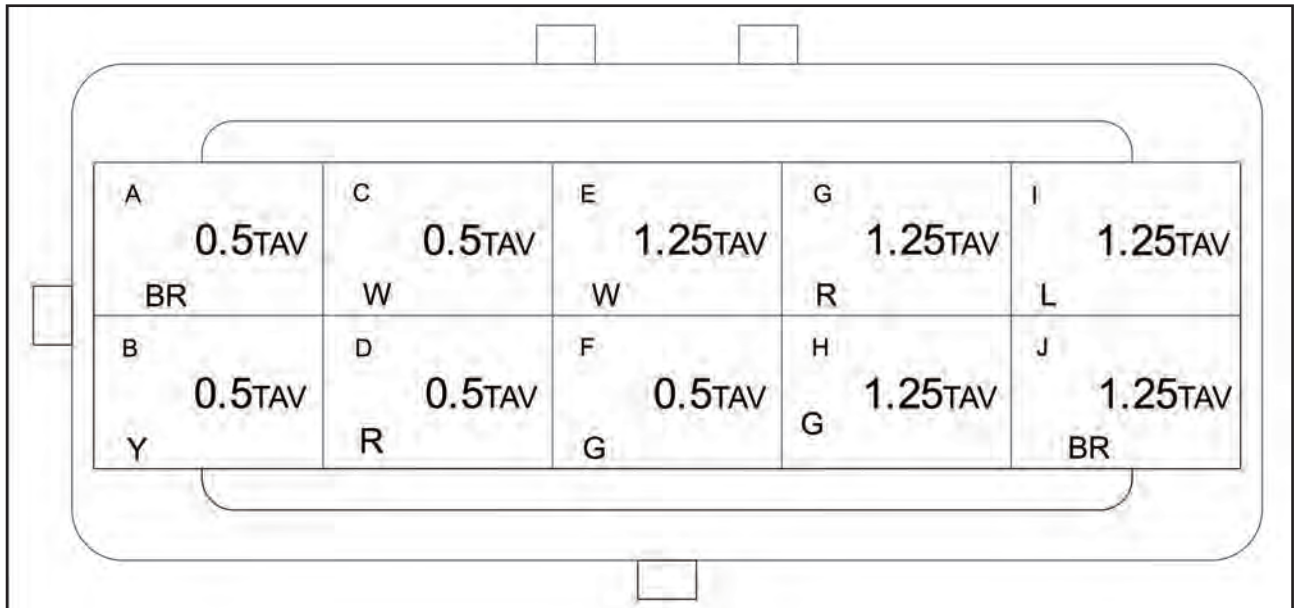 A C E G I
0.5TAV 0.5TAV 1.25TAV 1.25TAV 1.25TAV
BR W W R L
B D F H J
0.5TAV 0.5TAV 0.5TAV 1.25TAV 1.25TAV
Y R G G BR